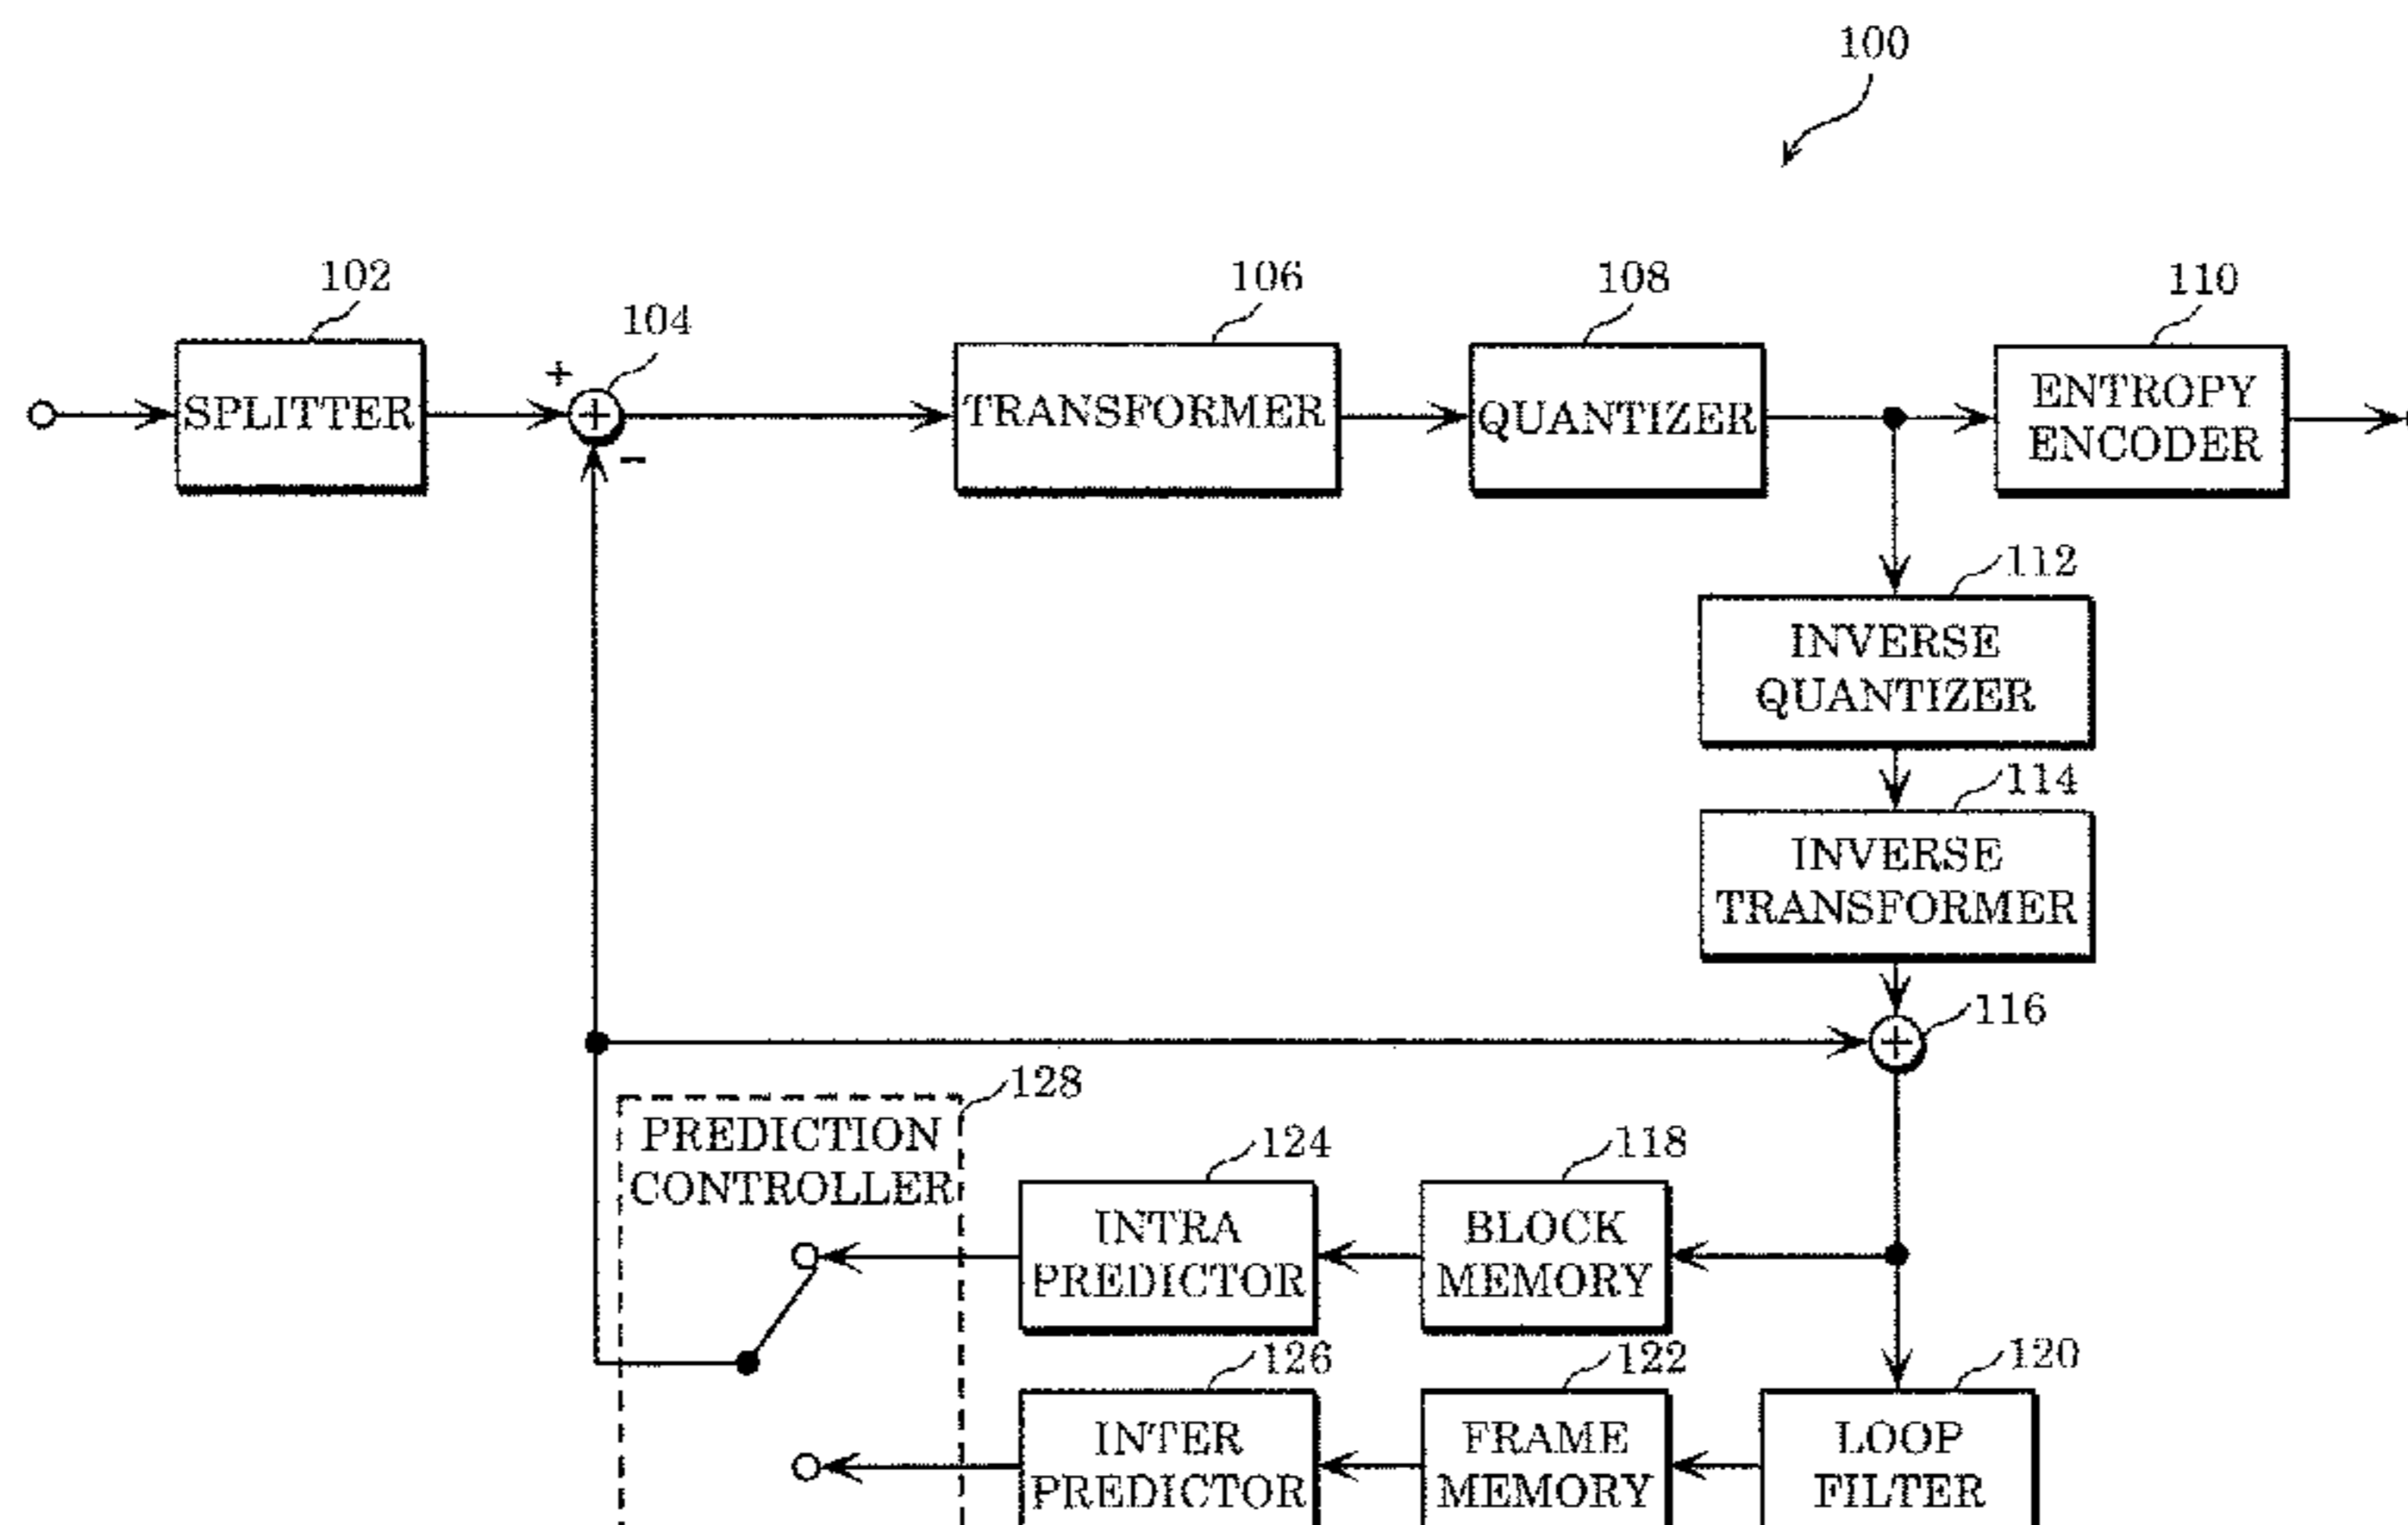 100
102
104
106
108
110
+
SPLITTER
+
−
TRANSFORMER
QUANTIZER
ENTROPY
ENCODER
112
INVERSE
QUANTIZER
114
INVERSE
TRANSFORMER
116
+
128
PREDICTION
CONTROLLER
124
118
INTRA
PREDICTOR
BLOCK
MEMORY
126
122
120
INTER
PREDICTOR
FRAME
MEMORY
LOOP
FILTER